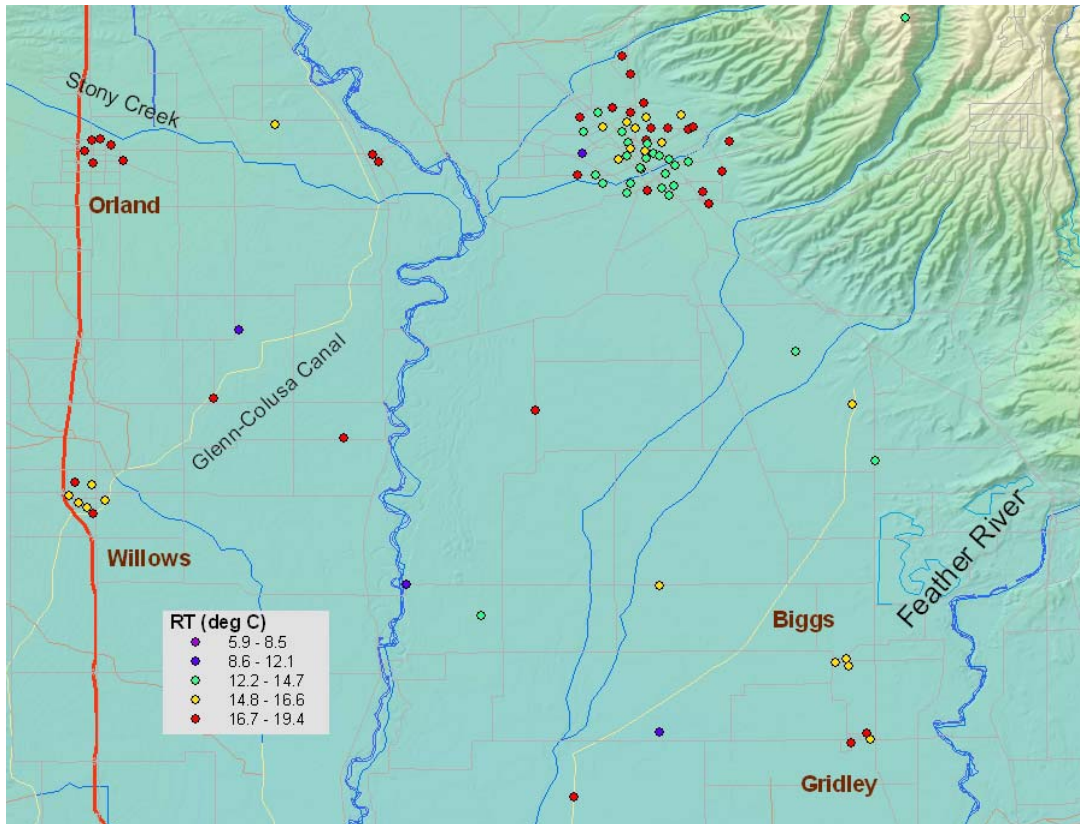 Stony Creek
Orland
Glenn-Colusa Canal
Willows
Feather River
Biggs
RT (deg C)
5.9 - 8.5
8.6 - 12.1
12.2 - 14.7
14.8 - 16.6
16.7 - 19.4
Gridley